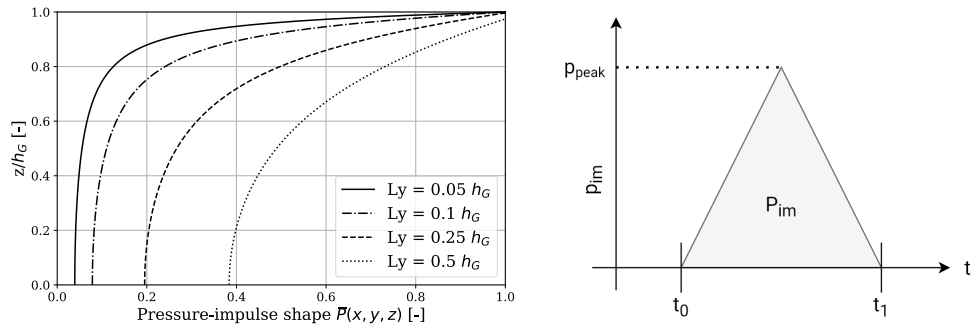 z/h_G [-]
1.0
0.8
0.6
0.4
0.2
0.0
0.0 0.2 0.4 0.6 0.8 1.0
Pressure-impulse shape P̅(x, y, z) [-]
Ly = 0.05 h_G
Ly = 0.1 h_G
Ly = 0.25 h_G
Ly = 0.5 h_G
p_peak
p_im
P_im
t_0 t_1
t